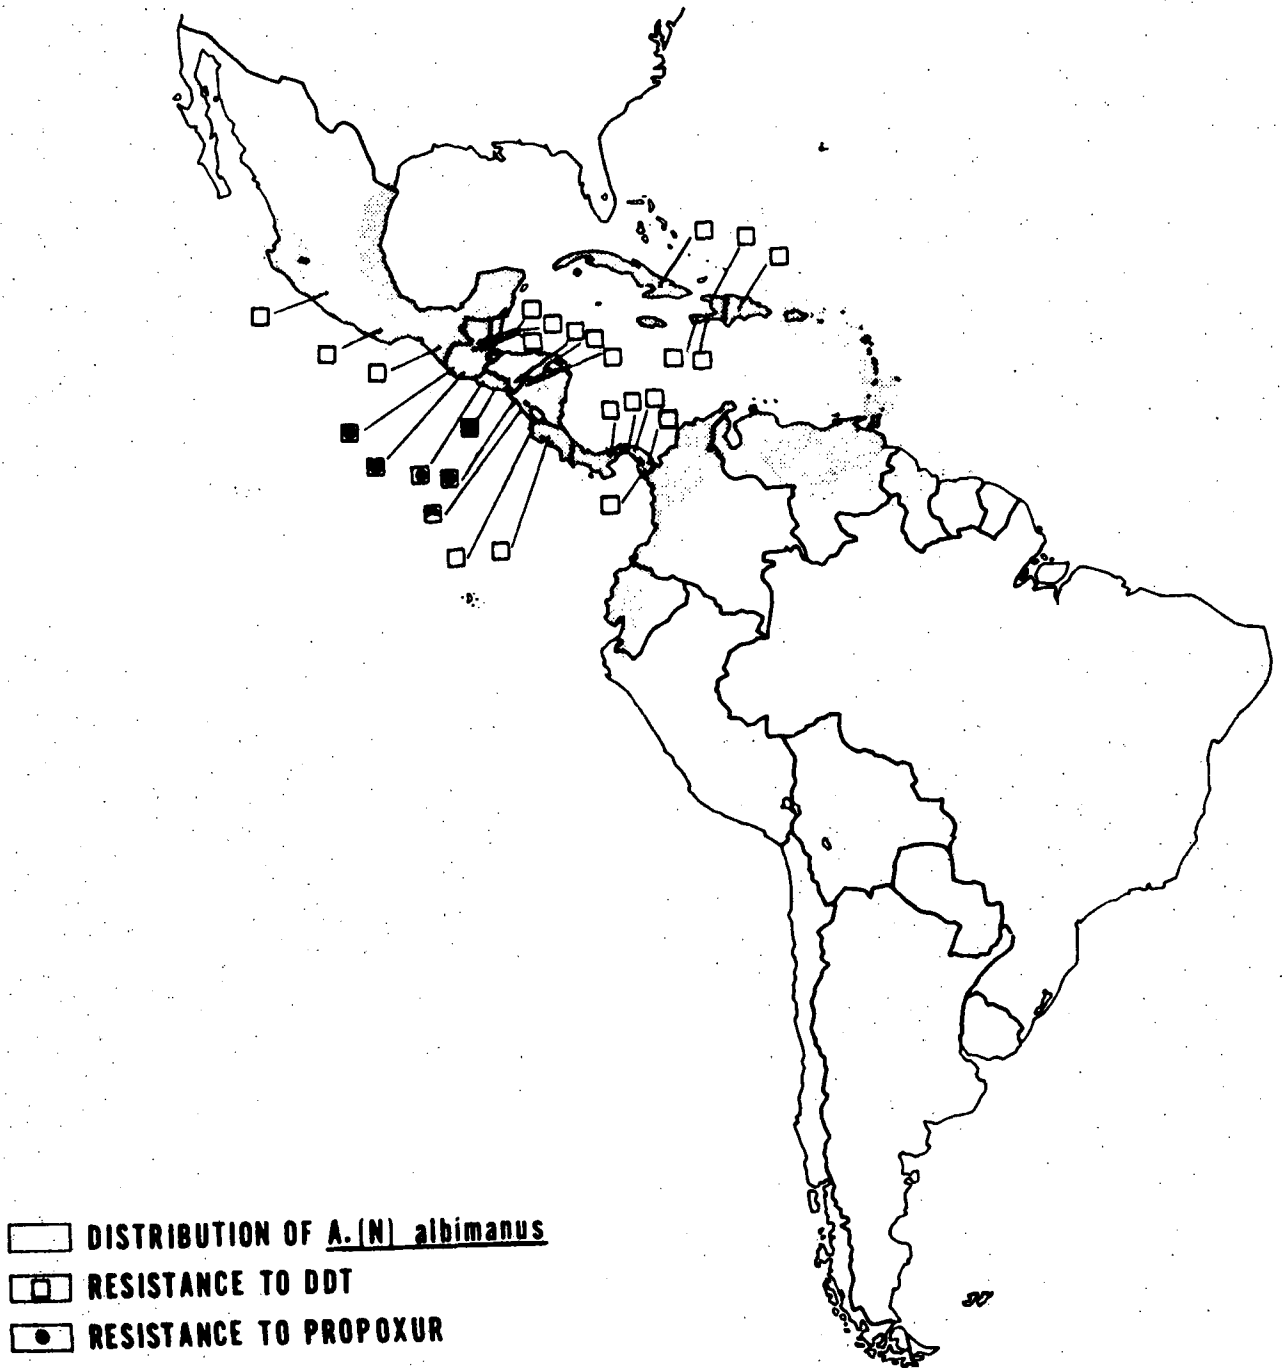 DISTRIBUTION OF A.(N) albimanus
RESISTANCE TO DDT
RESISTANCE TO PROPOXUR